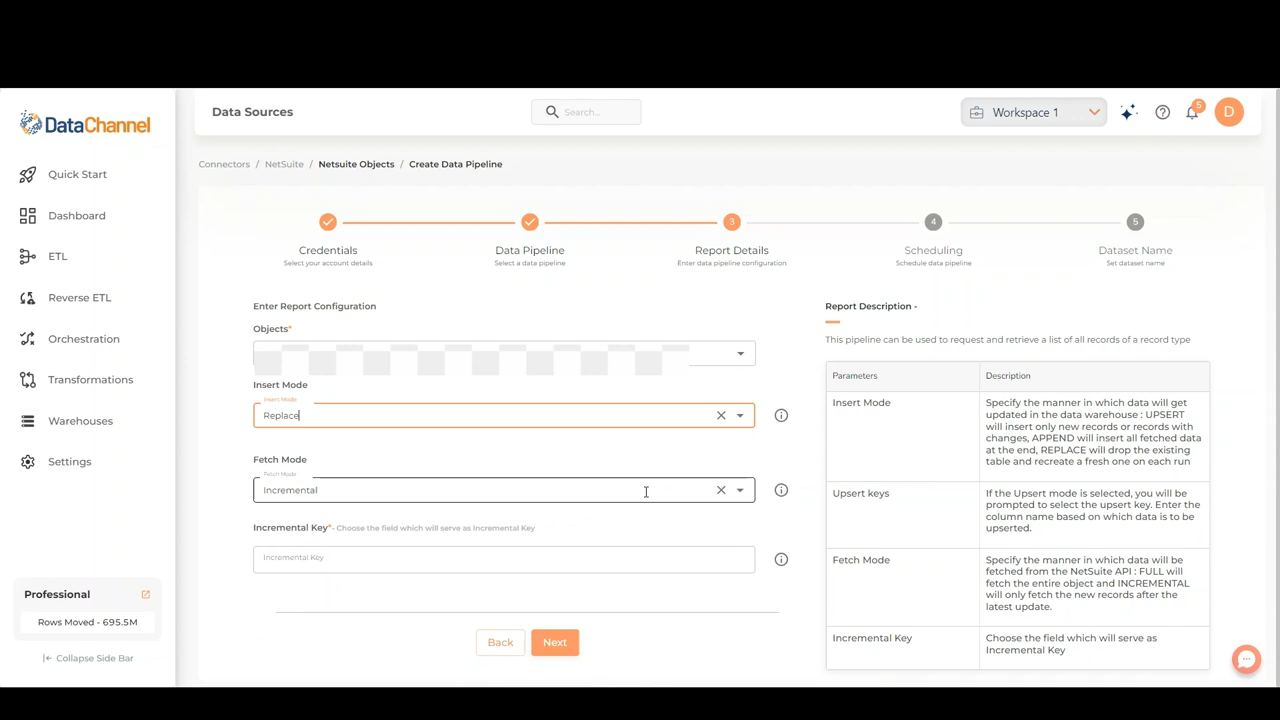 DataChannel
Data Sources
Search...
Workspace 1
5
D
Quick Start
Dashboard
ETL
Reverse ETL
Orchestration
Transformations
Warehouses
Settings
Professional
Rows Moved - 695.5M
Collapse Side Bar
Connectors / NetSuite / Netsuite Objects / Create Data Pipeline
3
4
5
Credentials
Select your account details
Data Pipeline
Select a data pipeline
Report Details
Enter data pipeline configuration
Scheduling
Schedule data pipeline
Dataset Name
Set dataset name
Enter Report Configuration
Objects*
Insert Mode
Insert Mode
Replace
Fetch Mode
Fetch Mode
Incremental
Incremental Key* - Choose the field which will serve as Incremental Key
Incremental Key
Back
Next
Report Description -
This pipeline can be used to request and retrieve a list of all records of a record type
Parameters
Description
Insert Mode
Specify the manner in which data will get
updated in the data warehouse : UPSERT
will insert only new records or records with
changes, APPEND will insert all fetched data
at the end, REPLACE will drop the existing
table and recreate a fresh one on each run
Upsert keys
If the Upsert mode is selected, you will be
prompted to select the upsert key. Enter the
column name based on which data is to be
upserted.
Fetch Mode
Specify the manner in which data will be
fetched from the NetSuite API : FULL will
fetch the entire object and INCREMENTAL
will only fetch the new records after the
latest update.
Incremental Key
Choose the field which will serve as
Incremental Key